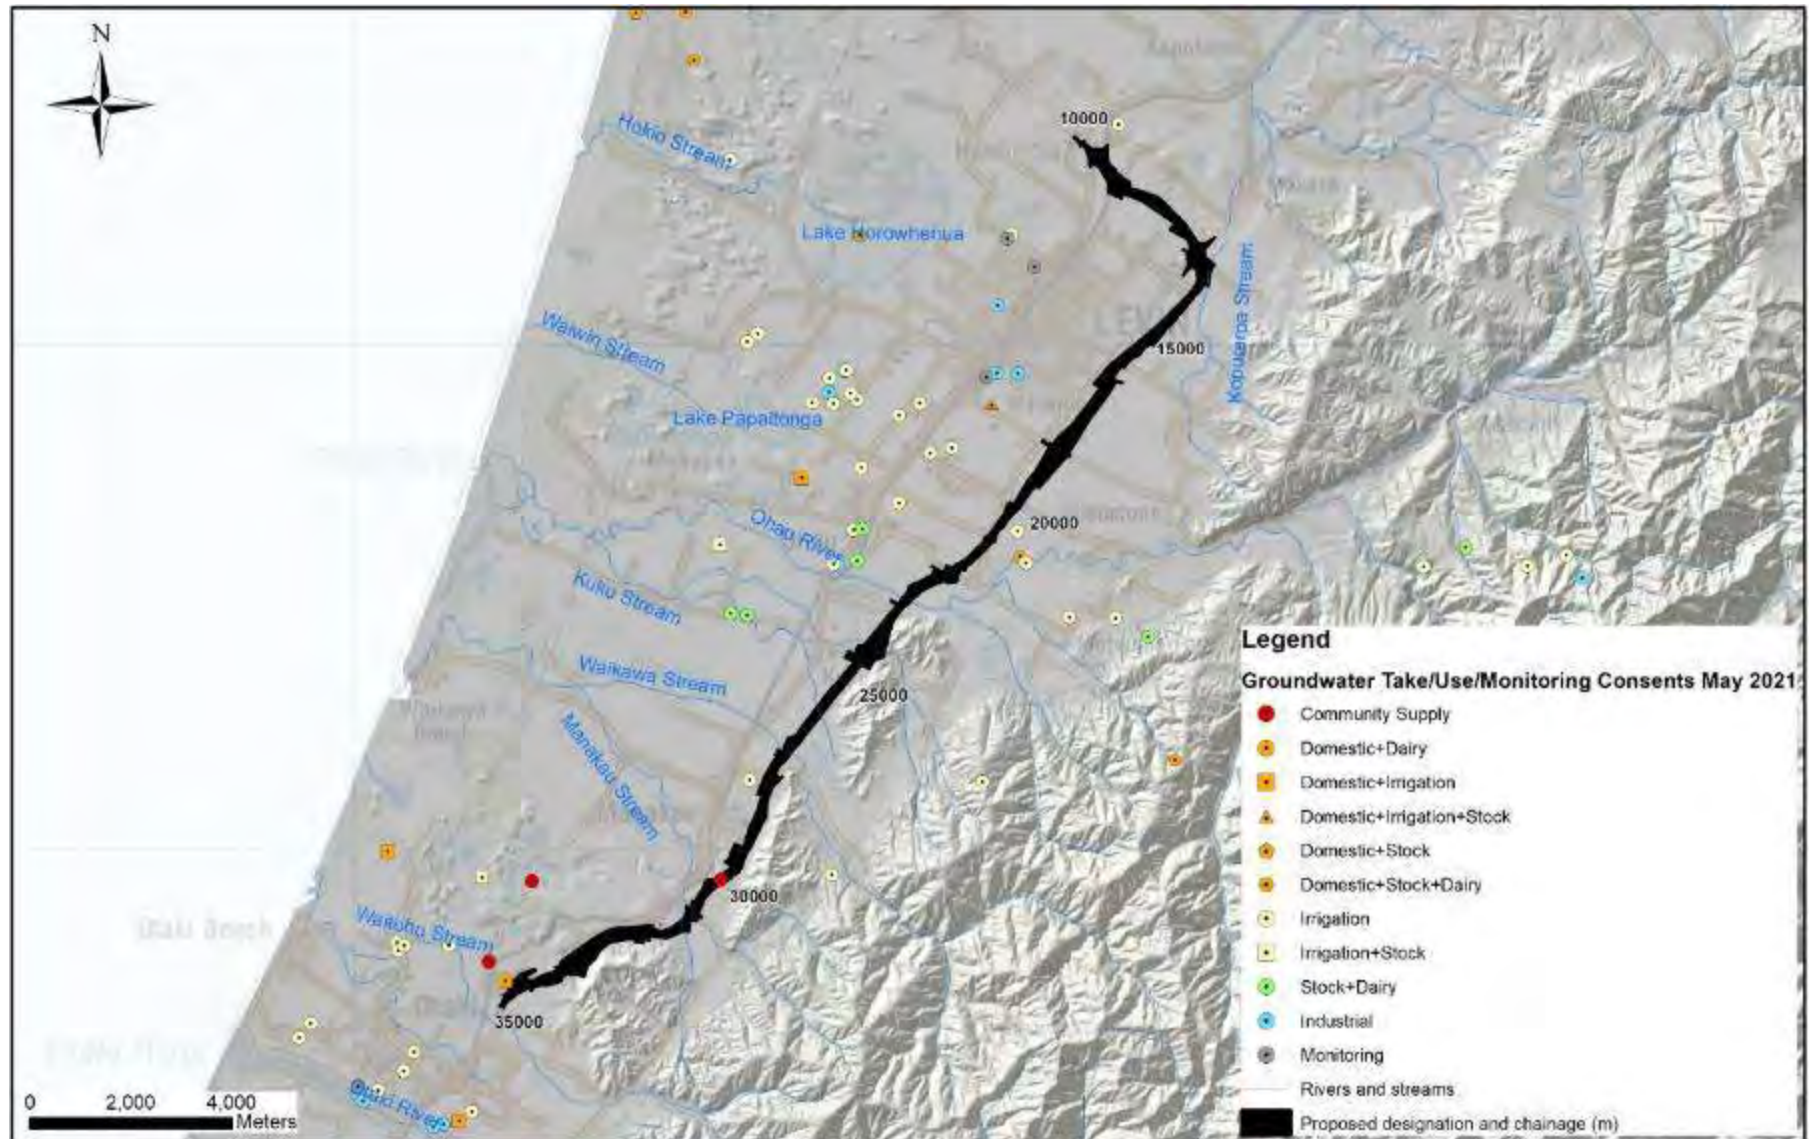 N
10000
Hokio Stream
Lake Horowhenua
Kopuaroa Stream
LEVIN
Waiwiri Stream
15000
Lake Papaitonga
20000
Ohau River
Kuku Stream
Waikawa Stream
25000
Manakau Stream
30000
Waitohu Stream
35000
Otaki River
0 2,000 4,000
Meters
Legend
Groundwater Take/Use/Monitoring Consents May 2021
Community Supply
Domestic+Dairy
Domestic+Irrigation
Domestic+Irrigation+Stock
Domestic+Stock
Domestic+Stock+Dairy
Irrigation
Irrigation+Stock
Stock+Dairy
Industrial
Monitoring
Rivers and streams
Proposed designation and chainage (m)